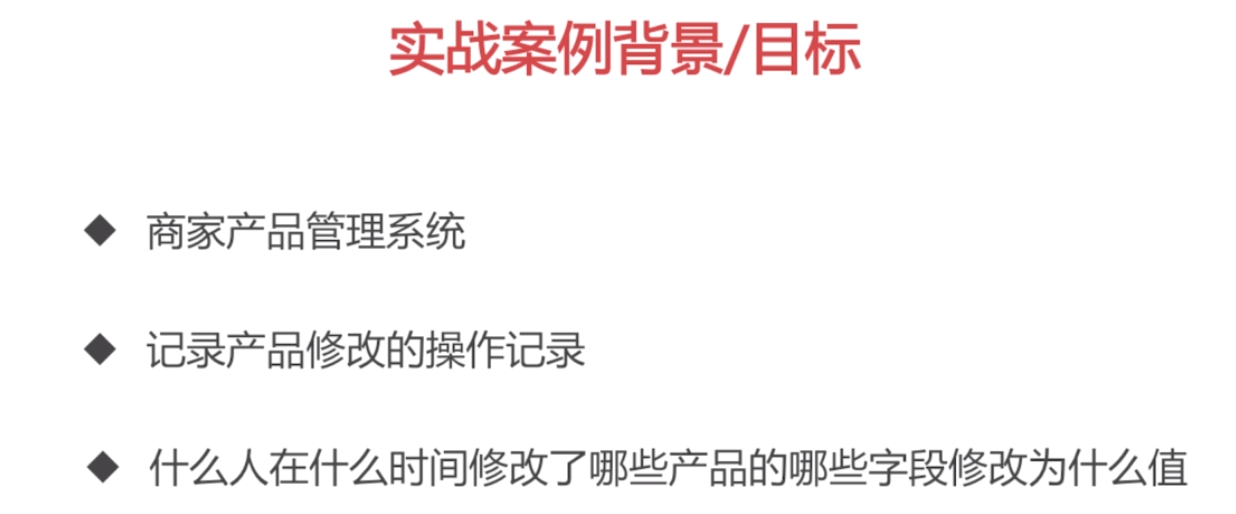 实战案例背景/目标
◆ 商家产品管理系统
◆ 记录产品修改的操作记录
◆ 什么人在什么时间修改了哪些产品的哪些字段修改为什么值